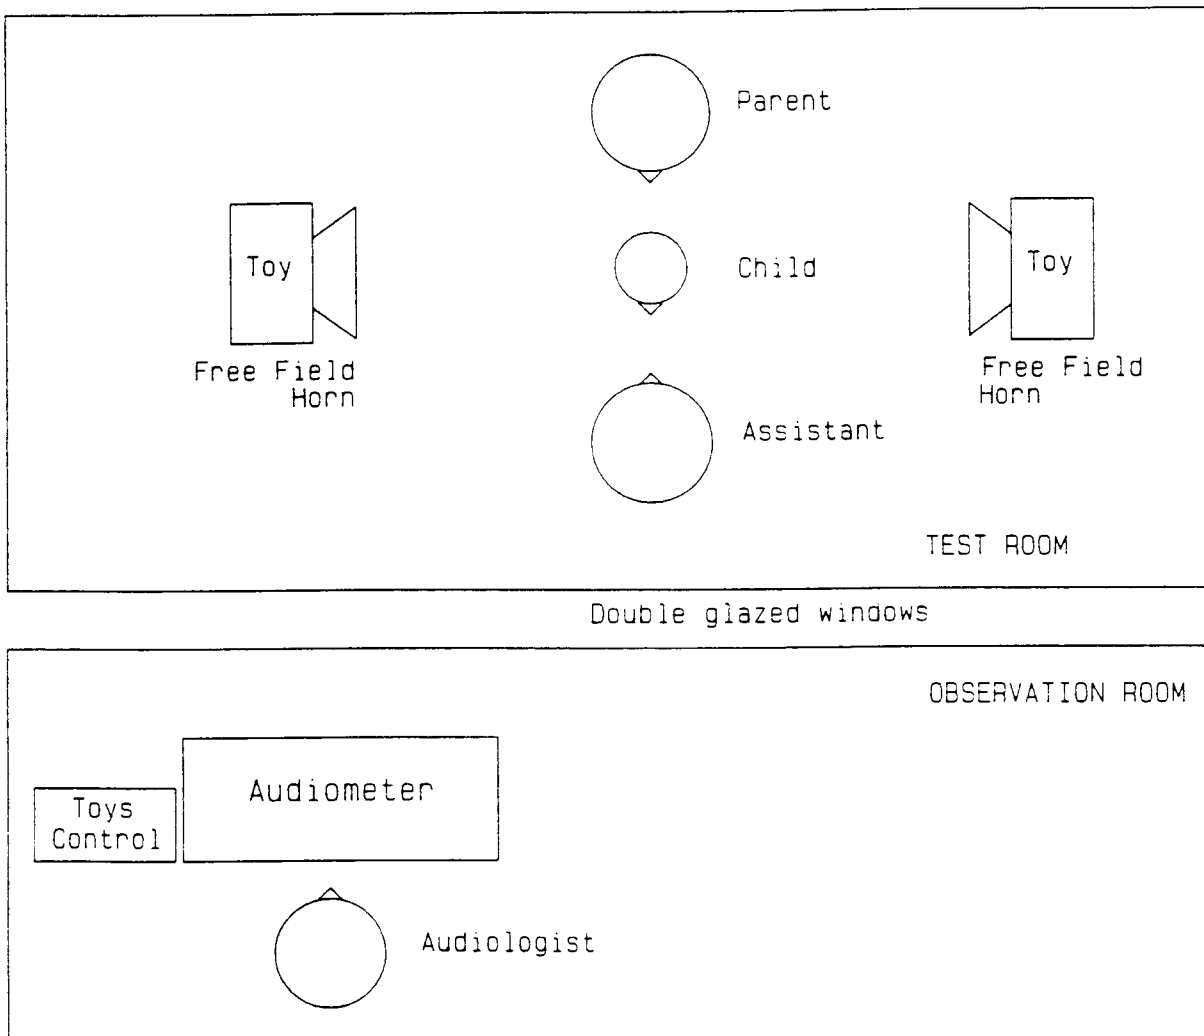 Parent
Toy
Child
Toy
Free Field
Horn
Free Field
Horn
Assistant
TEST ROOM
Double glazed windows
OBSERVATION ROOM
Audiometer
Toys
Control
Audiologist